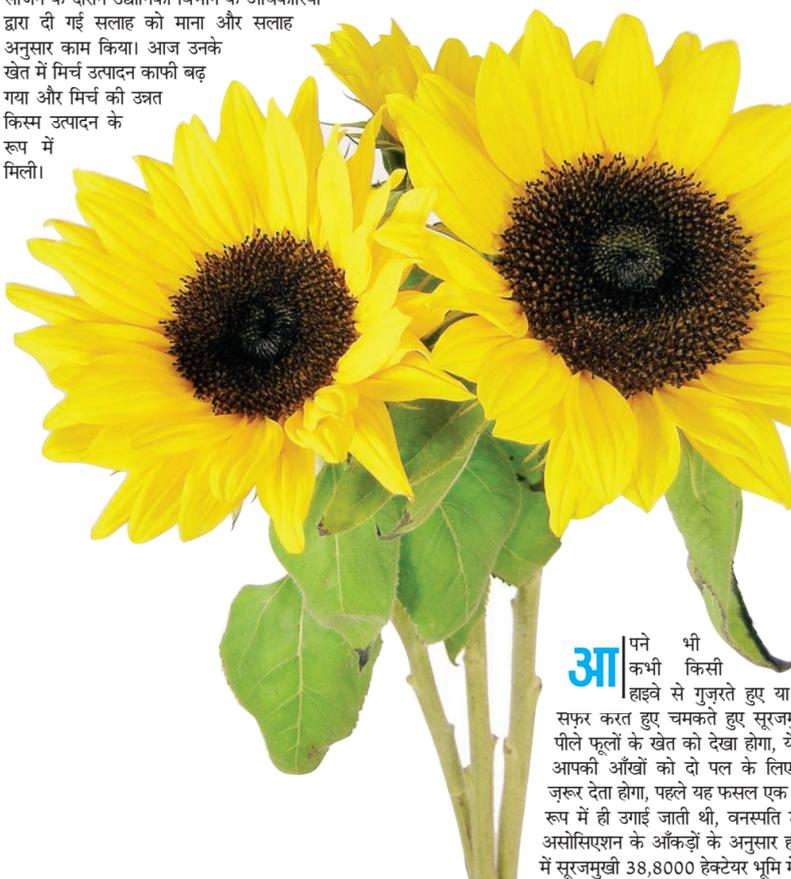 द्वारा दी गई सलाह को माना और सलाह
अनुसार काम किया। आज उनके
खेत में मिर्च उत्पादन काफी बढ़
गया और मिर्च की उन्नत
किस्म उत्पादन के
रूप में
मिली।
आपने भी
कभी किसी
हाइवे से गुज़रते हुए या
सफ़र करत हुए चमकते हुए
पीले फूलों के खेत को देखा होगा,
आपकी आँखों को दो पल के लिए
ज़रूर देता होगा, पहले यह फसल एक
रूप में ही उगाई जाती थी, वनस्पति
असोसिएशन के आँकड़ों के अनुसार
में सूरजमुखी 38,8000 हेक्टेयर भूमि